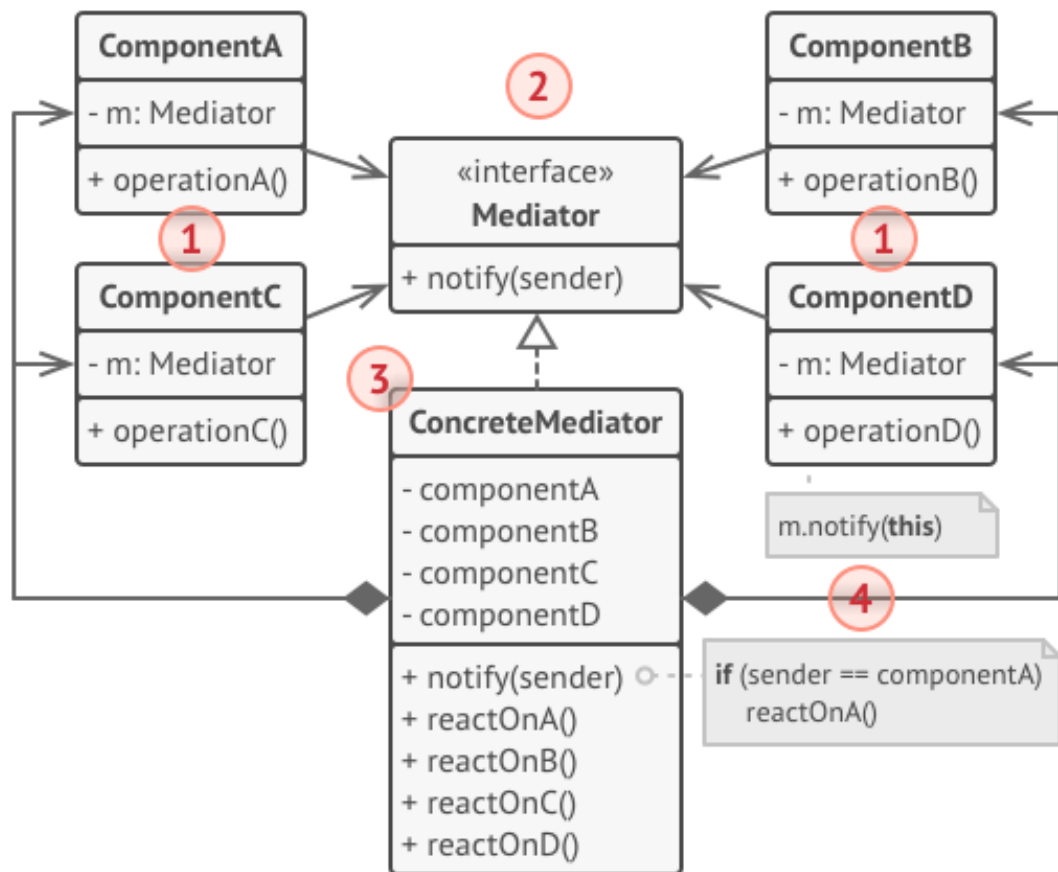 ComponentA
- m: Mediator
+ operationA()
1
ComponentC
- m: Mediator
+ operationC()
2
«interface»
Mediator
+ notify(sender)
ComponentB
- m: Mediator
+ operationB()
1
ComponentD
- m: Mediator
+ operationD()
m.notify(this)
3
ConcreteMediator
- componentA
- componentB
- componentC
- componentD
+ notify(sender)
+ reactOnA()
+ reactOnB()
+ reactOnC()
+ reactOnD()
4
if (sender == componentA)
reactOnA()